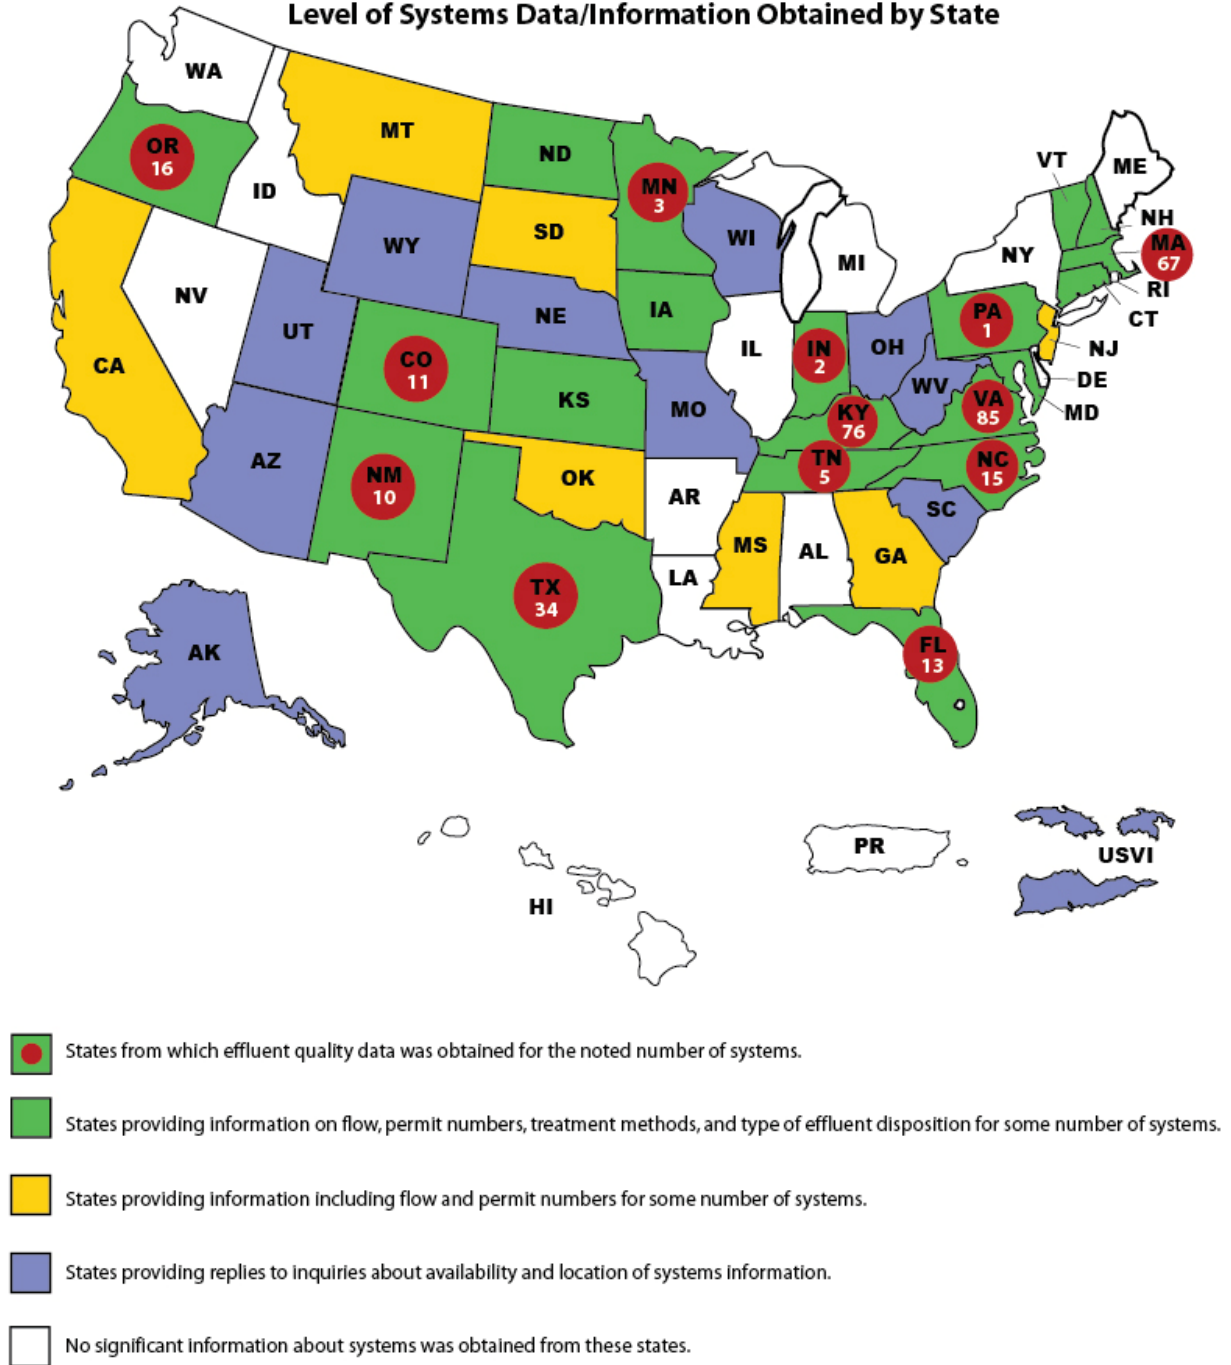 Level of Systems Data/Information Obtained by State
WA
MT
ND
OR
16
MN
3
VT
ME
ID
SD
WY
WI
NH
MA
67
NY
MI
RI
NV
NE
IA
PA
1
CT
UT
IL
IN
2
OH
NJ
CA
CO
11
KS
MO
WV
DE
VA
85
MD
KY
76
AZ
NM
10
OK
TN
5
NC
15
AR
SC
MS
AL
GA
LA
TX
34
AK
FL
13
PR
USVI
HI
States from which effluent quality data was obtained for the noted number of systems.
States providing information on flow, permit numbers, treatment methods, and type of effluent disposition for some number of systems.
States providing information including flow and permit numbers for some number of systems.
States providing replies to inquiries about availability and location of systems information.
No significant information about systems was obtained from these states.